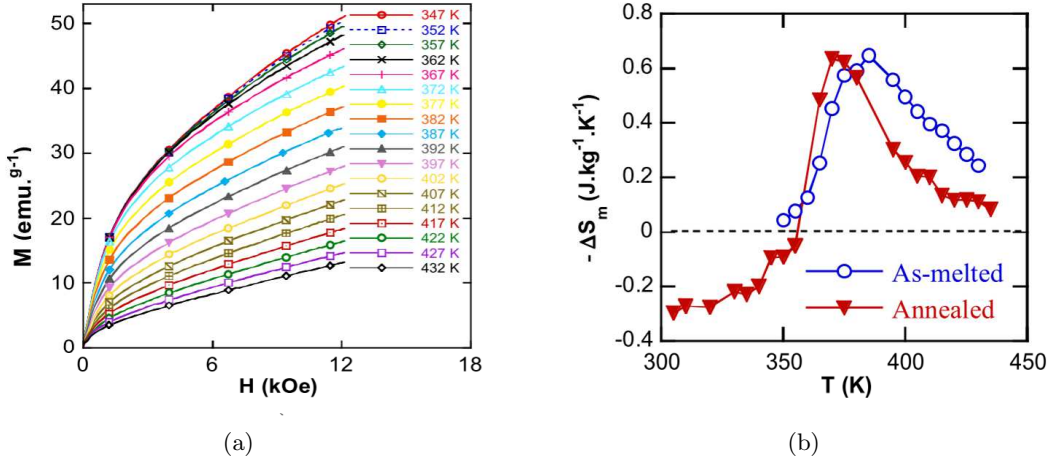 50
40
30
20
10
0
0
6
12
18
M (emu.g-1)
H (kOe)
347 K
352 K
357 K
362 K
367 K
372 K
377 K
382 K
387 K
392 K
397 K
402 K
407 K
412 K
417 K
422 K
427 K
432 K
(a)
0.8
0.6
0.4
0.2
0
-0.2
-0.4
300
350
400
450
- ΔSm (J.kg-1.K-1)
T (K)
As-melted
Annealed
(b)